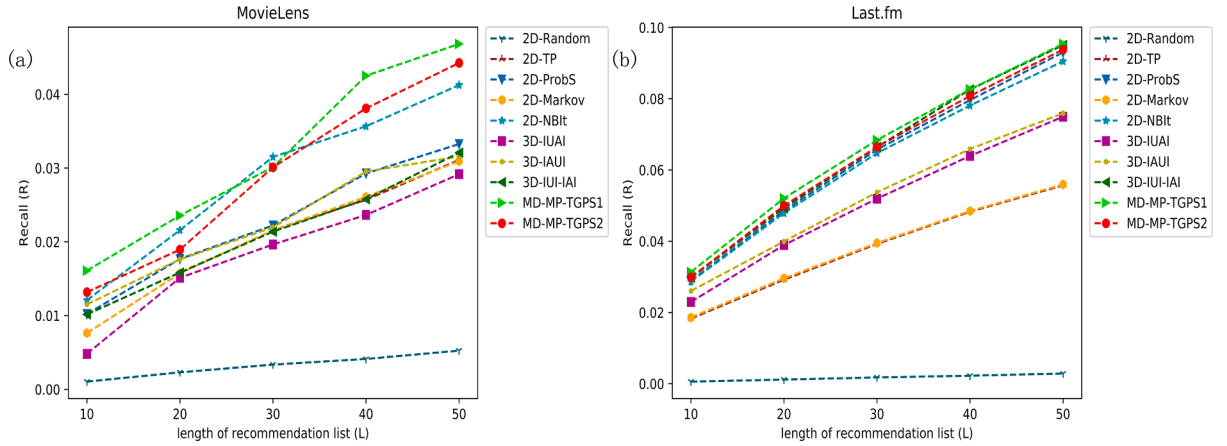 MovieLens
(a)
Recall (R)
0.04
0.03
0.02
0.01
0.00
10 20 30 40 50
length of recommendation list (L)
2D-Random
2D-TP
2D-ProbS
2D-Markov
2D-NBIt
3D-IUAI
3D-IAUI
3D-IUI-IAI
MD-MP-TGPS1
MD-MP-TGPS2
Last.fm
(b)
Recall (R)
0.10
0.08
0.06
0.04
0.02
0.00
10 20 30 40 50
length of recommendation list (L)
2D-Random
2D-TP
2D-ProbS
2D-Markov
2D-NBIt
3D-IUAI
3D-IAUI
3D-IUI-IAI
MD-MP-TGPS1
MD-MP-TGPS2